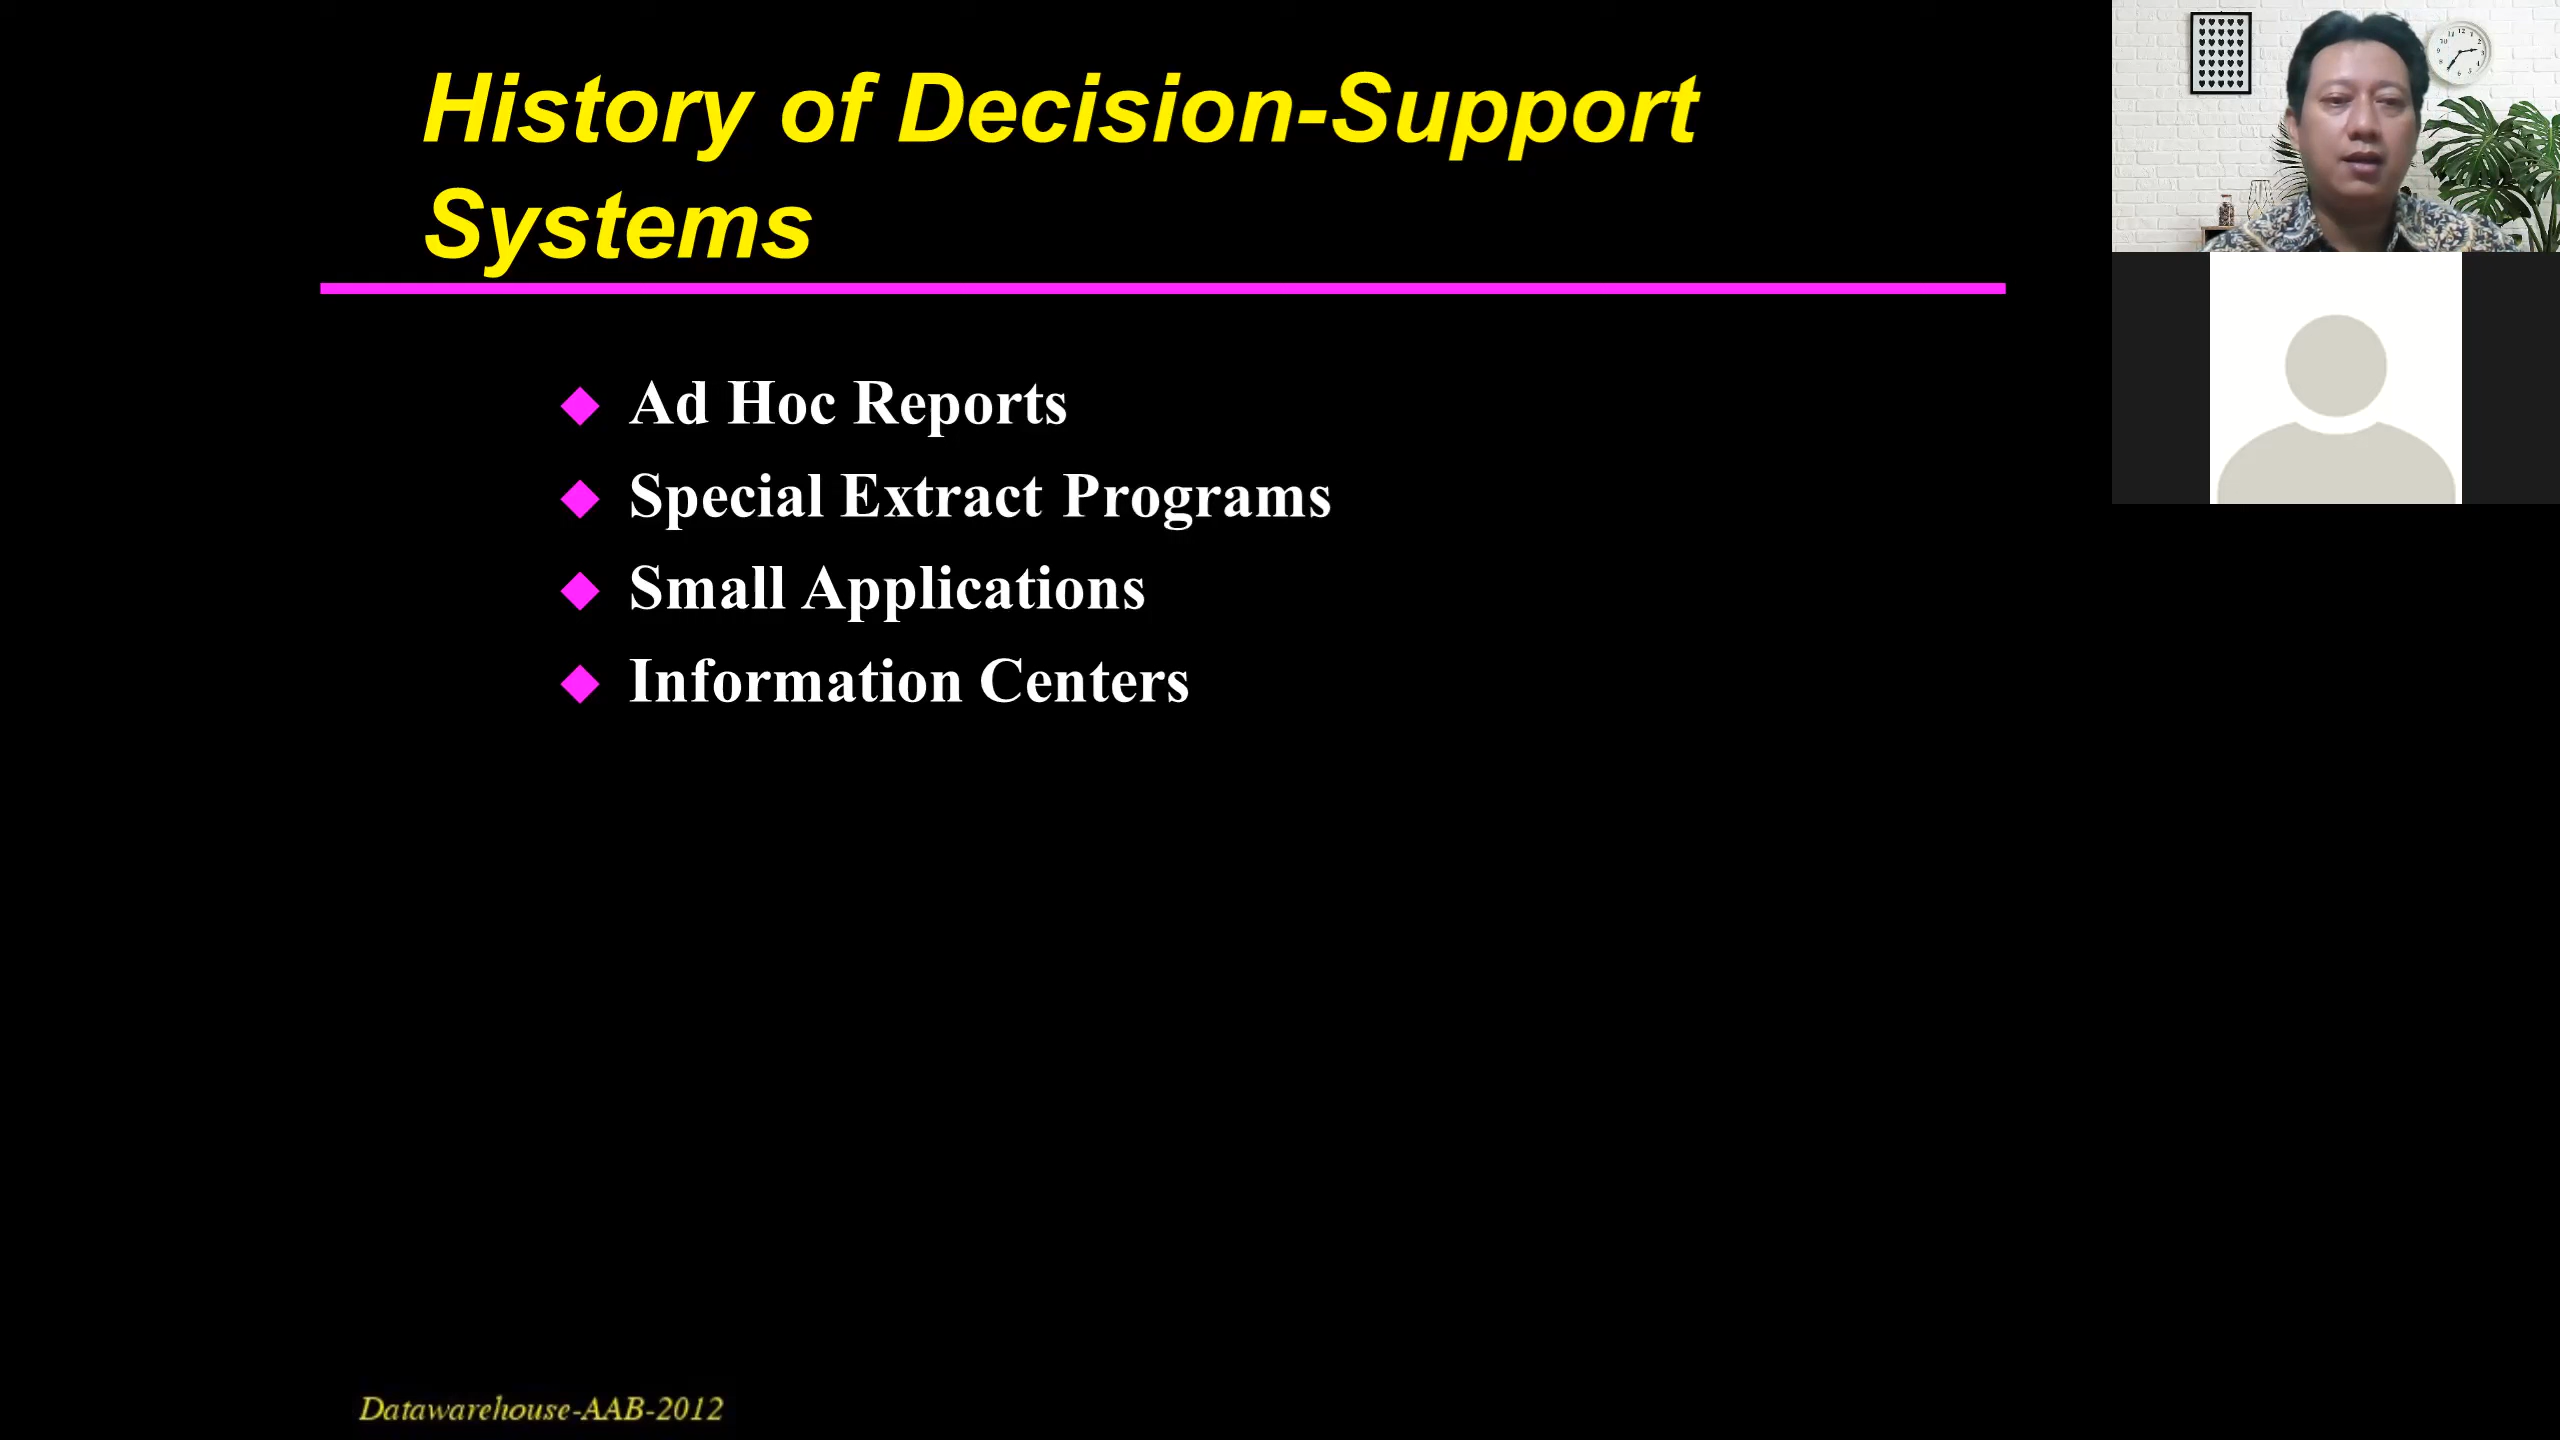 History of Decision-Support
Systems
Ad Hoc Reports
Special Extract Programs
Small Applications
Information Centers
Datawarehouse-AAB-2012